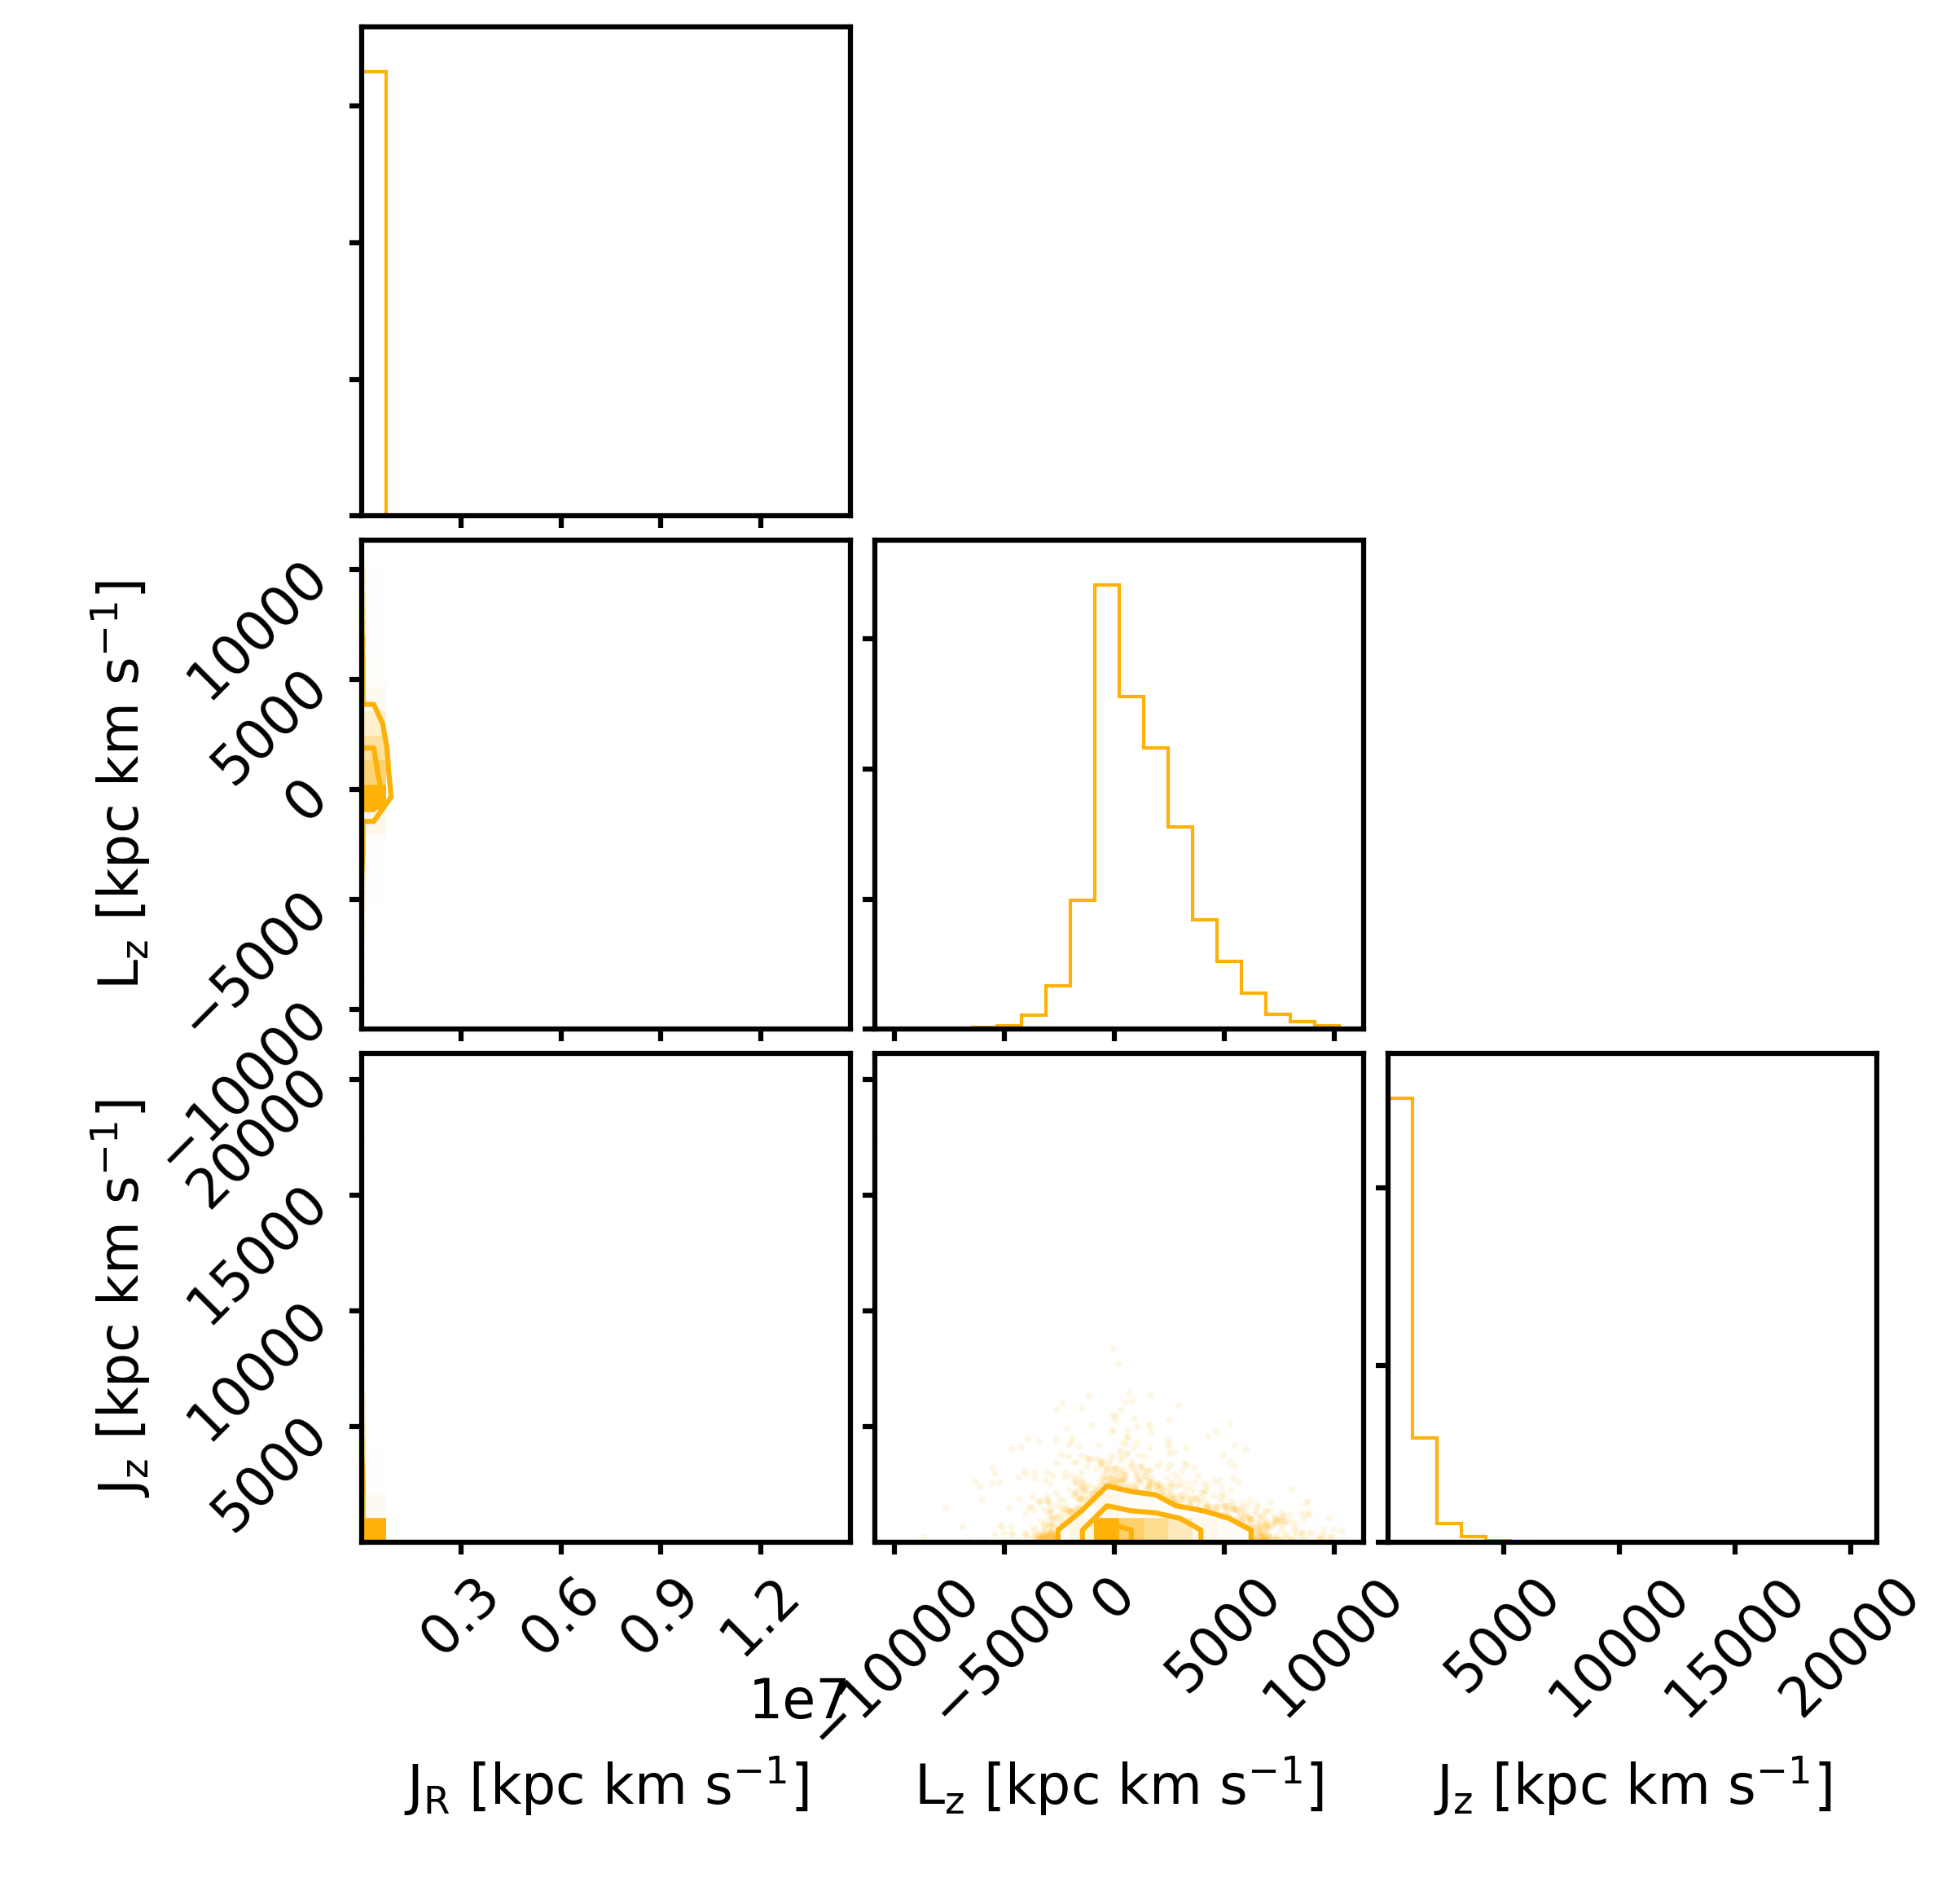 10000
5000
0
−5000
−10000
L_z [kpc km s⁻¹]
20000
15000
10000
5000
J_z [kpc km s⁻¹]
0.3 0.6 0.9 1.2
1e7
−10000 −5000 0 5000 10000
5000 10000 15000 20000
J_R [kpc km s⁻¹] L_z [kpc km s⁻¹] J_z [kpc km s⁻¹]